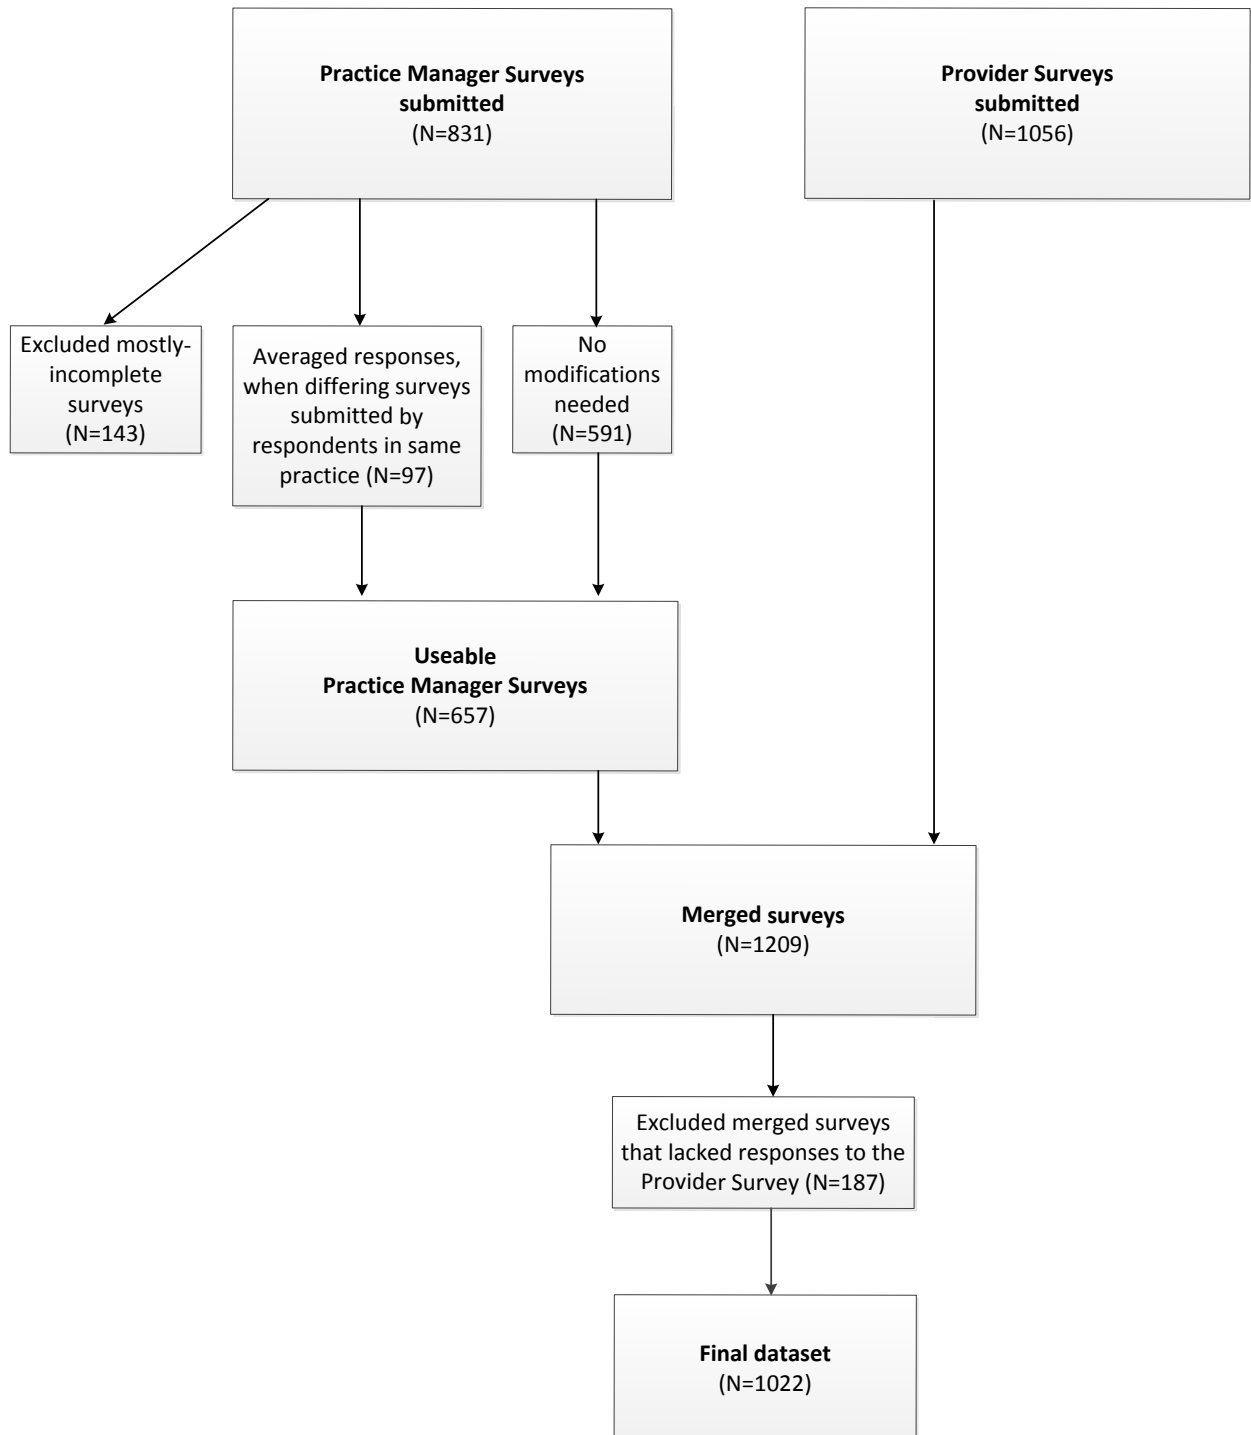 Practice Manager Surveys
submitted
(N=831)
Provider Surveys
submitted
(N=1056)
Excluded mostly-
incomplete
surveys
(N=143)
Averaged responses,
when differing surveys
submitted by
respondents in same
practice (N=97)
No
modifications
needed
(N=591)
Useable
Practice Manager Surveys
(N=657)
Merged surveys
(N=1209)
Excluded merged surveys
that lacked responses to the
Provider Survey (N=187)
Final dataset
(N=1022)